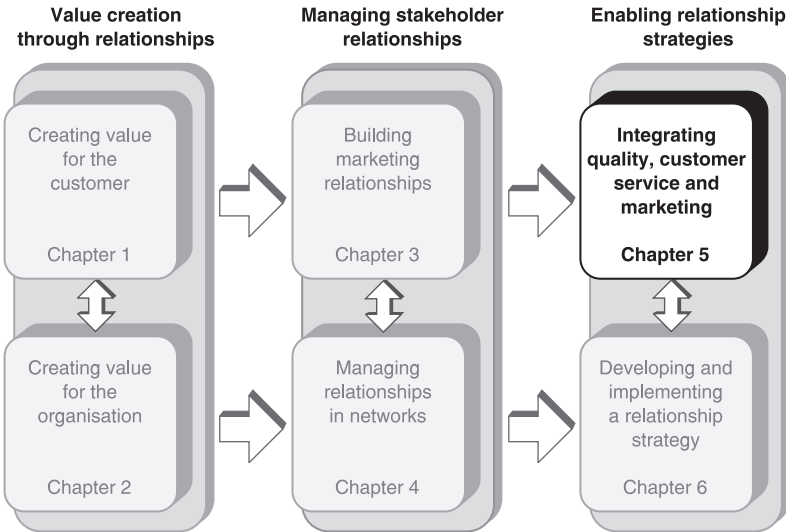 Value creation
through relationships
Managing stakeholder
relationships
Enabling relationship
strategies
Creating value
for the
customer
Chapter 1
Building
marketing
relationships
Chapter 3
Integrating
quality, customer
service and
marketing
Chapter 5
Creating value
for the
organisation
Chapter 2
Managing
relationships
in networks
Chapter 4
Developing and
implementing
a relationship
strategy
Chapter 6